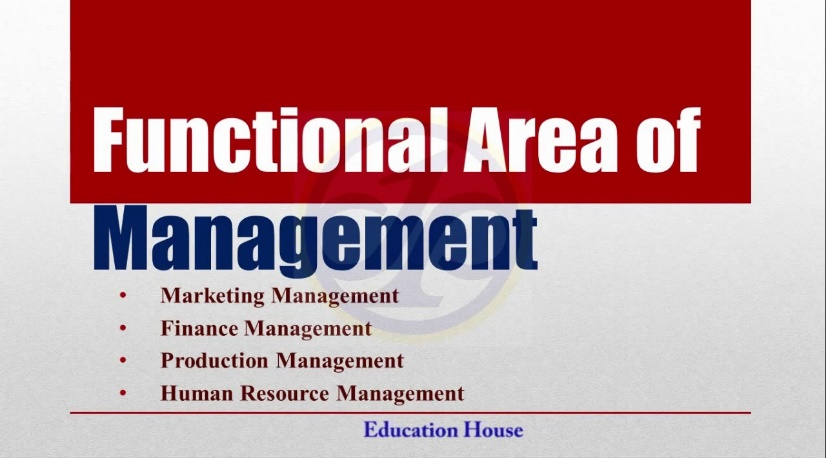 Functional Area of
Management
• Marketing Management
• Finance Management
• Production Management
• Human Resource Management
Education House